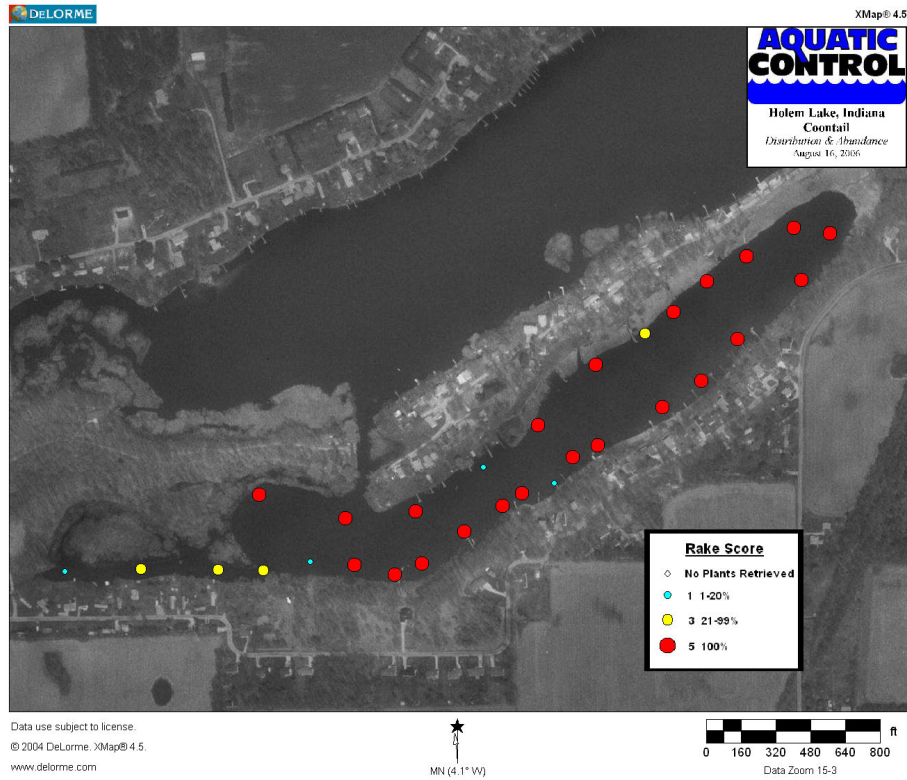 DELORME
XMap® 4.5
AQUATIC
CONTROL
Holem Lake, Indiana
Coontail
Distribution & Abundance
August 16, 2006
Rake Score
No Plants Retrieved
1 1-20%
3 21-99%
5 100%
Data use subject to license.
© 2004 DeLorme. XMap® 4.5.
www.delorme.com
MN (4.1° W)
ft
0 160 320 480 640 800
Data Zoom 15-3